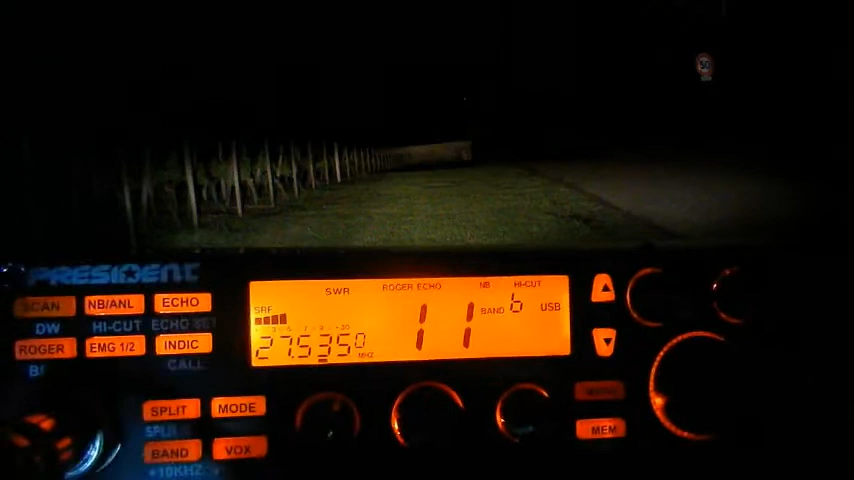 50
PRESIDENT
SCAN NB/ANL ECHO
DW HI-CUT ECHO SET
ROGER EMG 1/2 INDIC
CALL
SPLIT MODE
BAND VOX
+10KHZ
SWR ROGER ECHO NB HI-CUT
SRF 11 BAND 6 USB
27.5350 MHZ
MEM